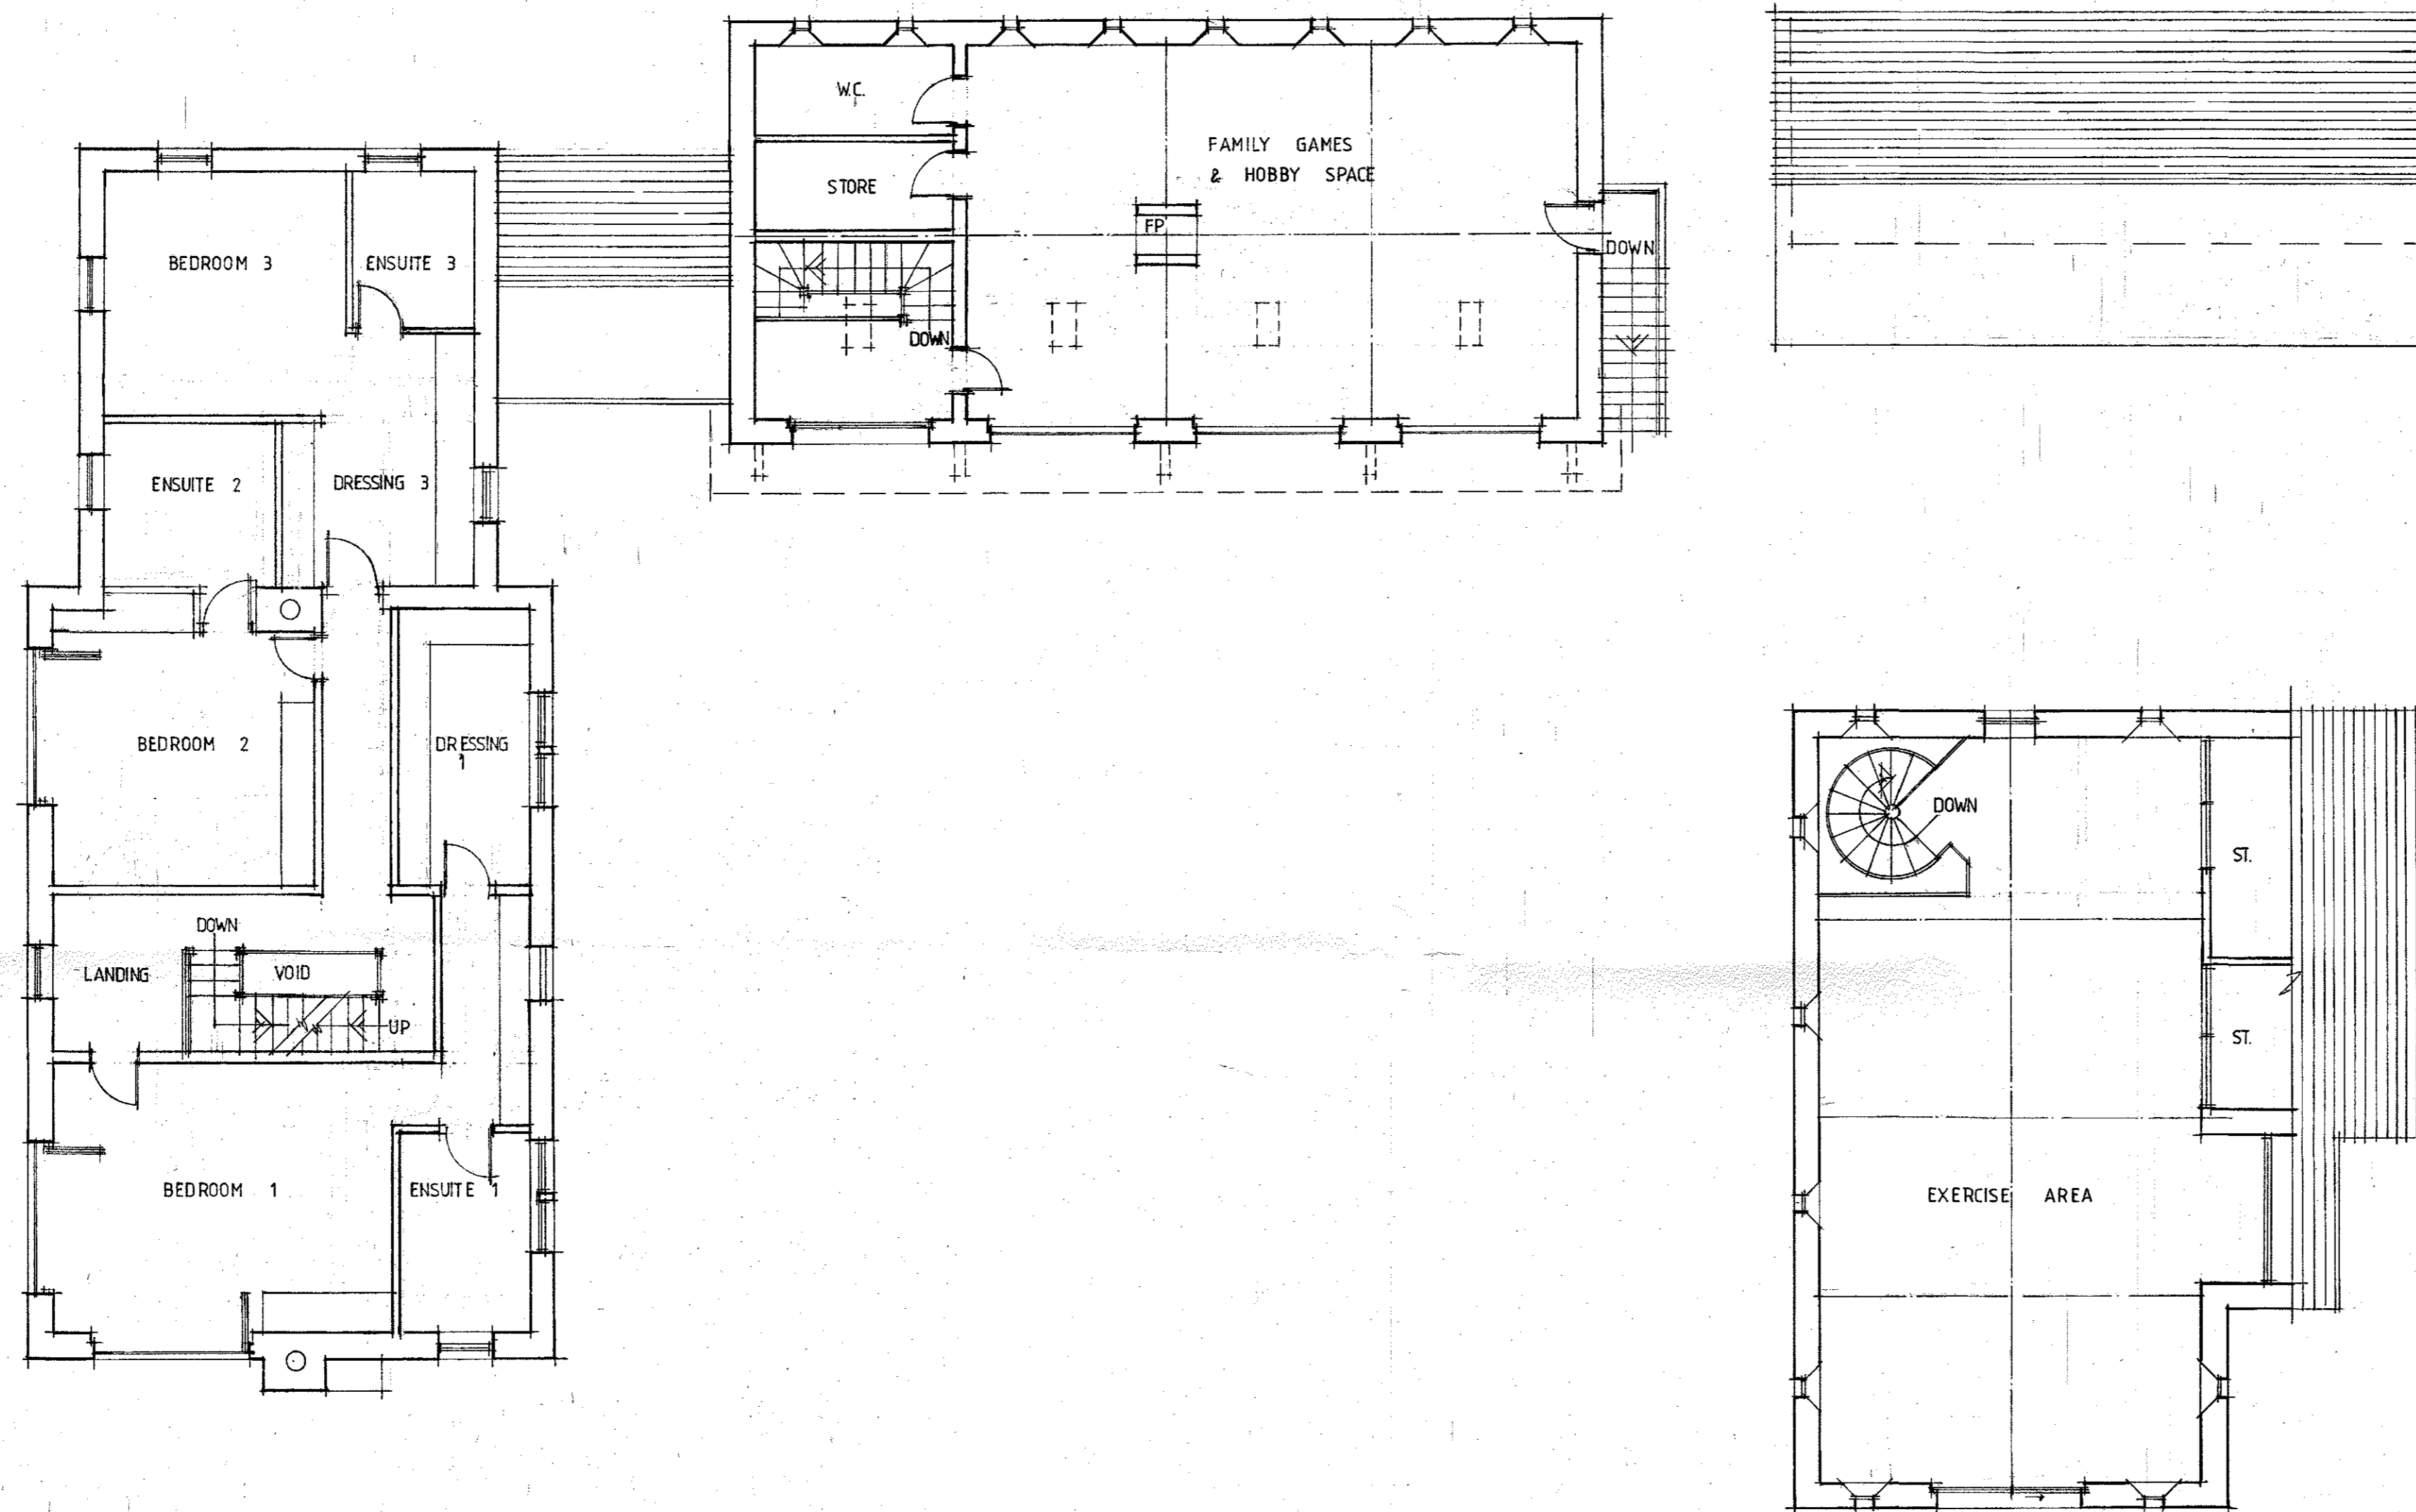 W.C.
STORE
FAMILY GAMES
& HOBBY SPACE
FP
DOWN
DOWN
BEDROOM 3
ENSUITE 3
ENSUITE 2
DRESSING 3
BEDROOM 2
DRESSING
1
DOWN
LANDING
VOID
UP
BEDROOM 1
ENSUITE 1
DOWN
ST.
ST.
EXERCISE AREA